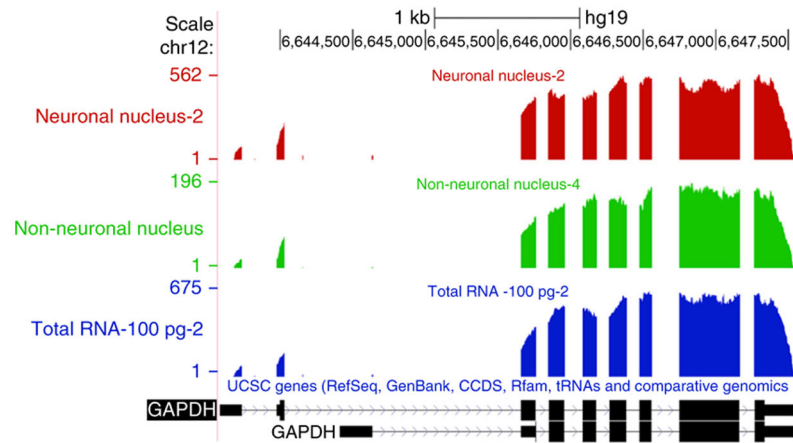 Scale 1 kb hg19
chr12: 6,644,500 6,645,000 6,645,500 6,646,000 6,646,500 6,647,000 6,647,500
562
Neuronal nucleus-2
Neuronal nucleus-2
1
196
Non-neuronal nucleus-4
Non-neuronal nucleus
1
675
Total RNA -100 pg-2
Total RNA-100 pg-2
1
UCSC genes (RefSeq, GenBank, CCDS, Rfam, tRNAs and comparative genomics
GAPDH
GAPDH